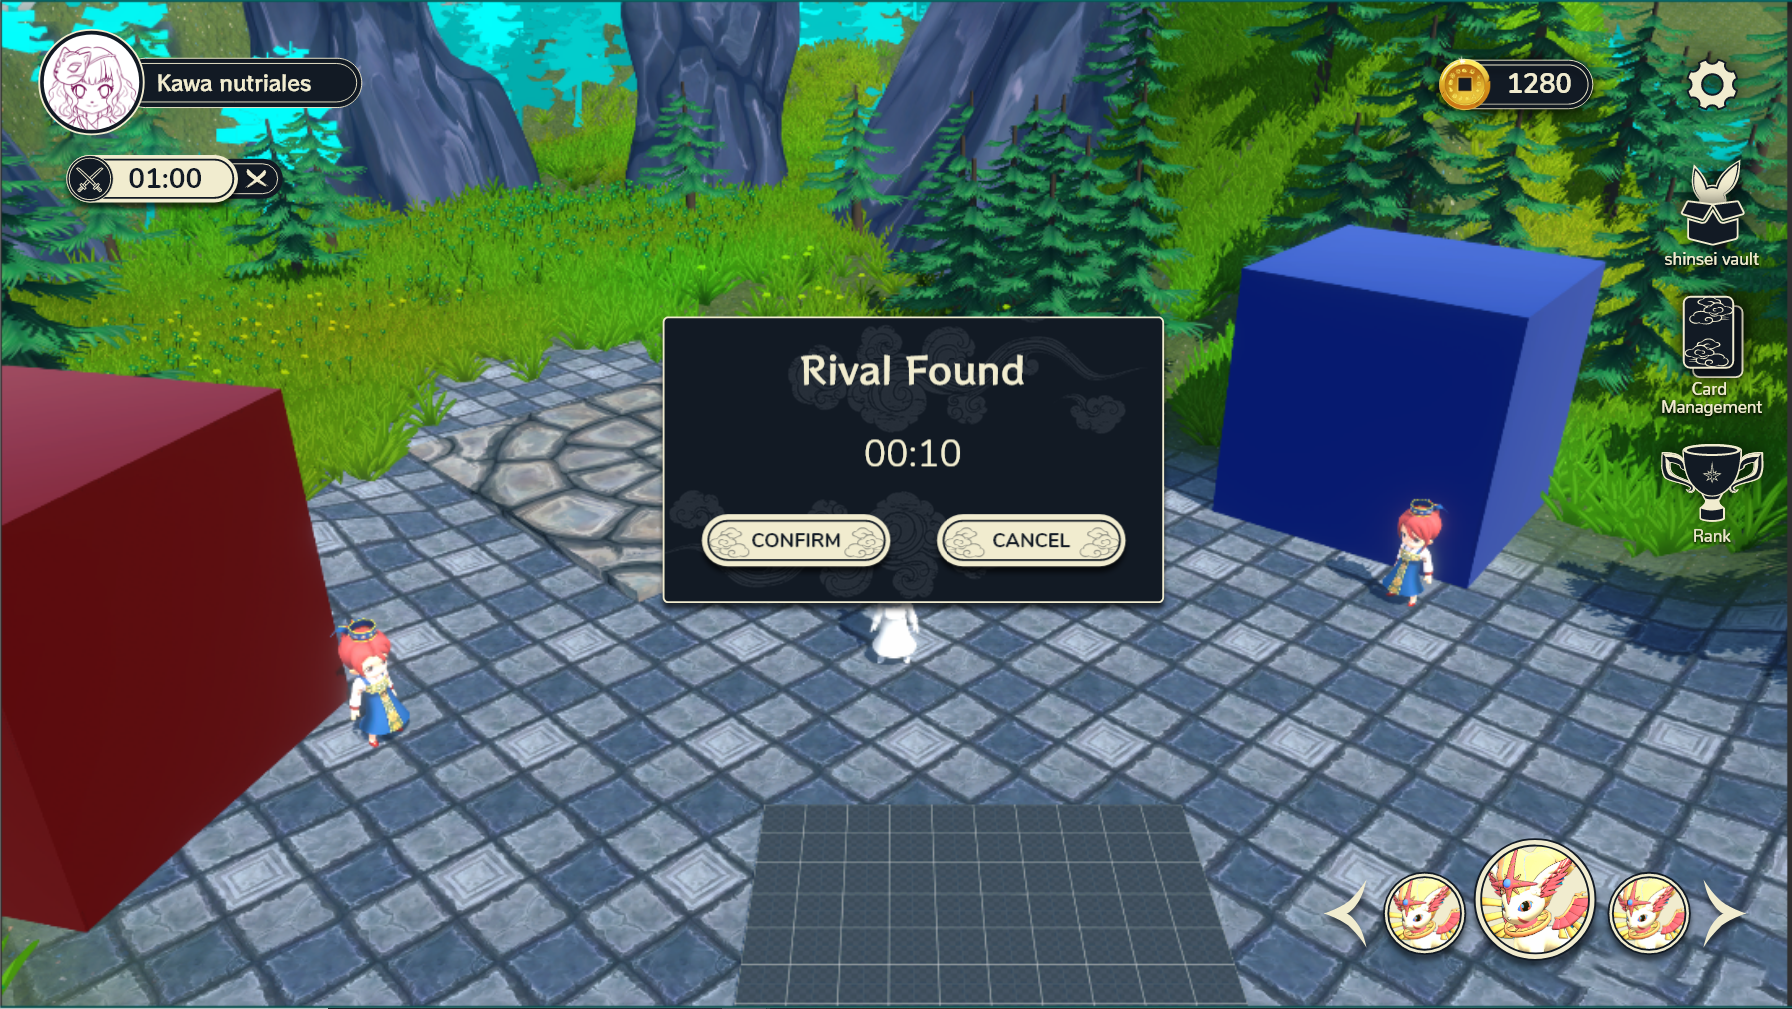 Kawa nutriales
1280
01:00
shinsei vault
Rival Found
00:10
Card
Management
CONFIRM
CANCEL
Rank